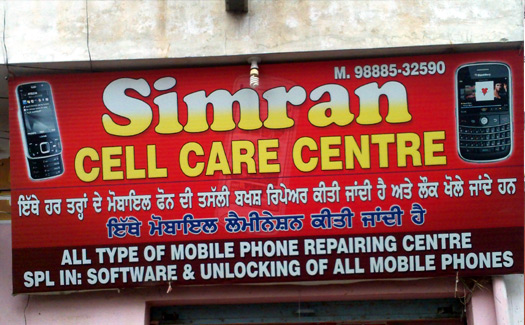 M. 98885-32590
Simran
CELL CARE CENTRE
ਇੱਥੇ ਹਰ ਤਰ੍ਹਾਂ ਦੇ ਮੋਬਾਇਲ ਫੋਨ ਦੀ ਤਸੱਲੀ ਬਖਸ਼ ਰਿਪੇਅਰ ਕੀਤੀ ਜਾਂਦੀ ਹੈ ਅਤੇ ਲੌਕ ਖੋਲੇ ਜਾਂਦੇ ਹਨ
ਇੱਥੇ ਮੋਬਾਇਲ ਲੈਮੀਨੇਸ਼ਨ ਕੀਤੀ ਜਾਂਦੀ ਹੈ
ALL TYPE OF MOBILE PHONE REPAIRING CENTRE
SPL IN: SOFTWARE & UNLOCKING OF ALL MOBILE PHONES